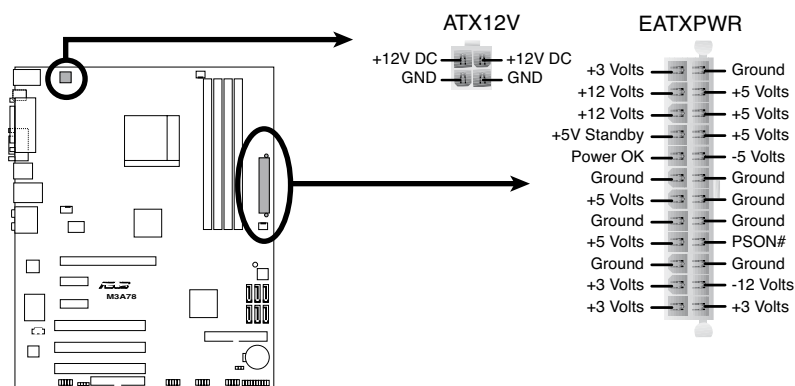 ATX12V
+12V DC +12V DC
GND GND
EATXPWR
+3 Volts Ground
+12 Volts +5 Volts
+12 Volts +5 Volts
+5V Standby +5 Volts
Power OK -5 Volts
Ground Ground
+5 Volts Ground
Ground Ground
+5 Volts PSON#
Ground Ground
+3 Volts -12 Volts
+3 Volts +3 Volts
ASUS
M3A78